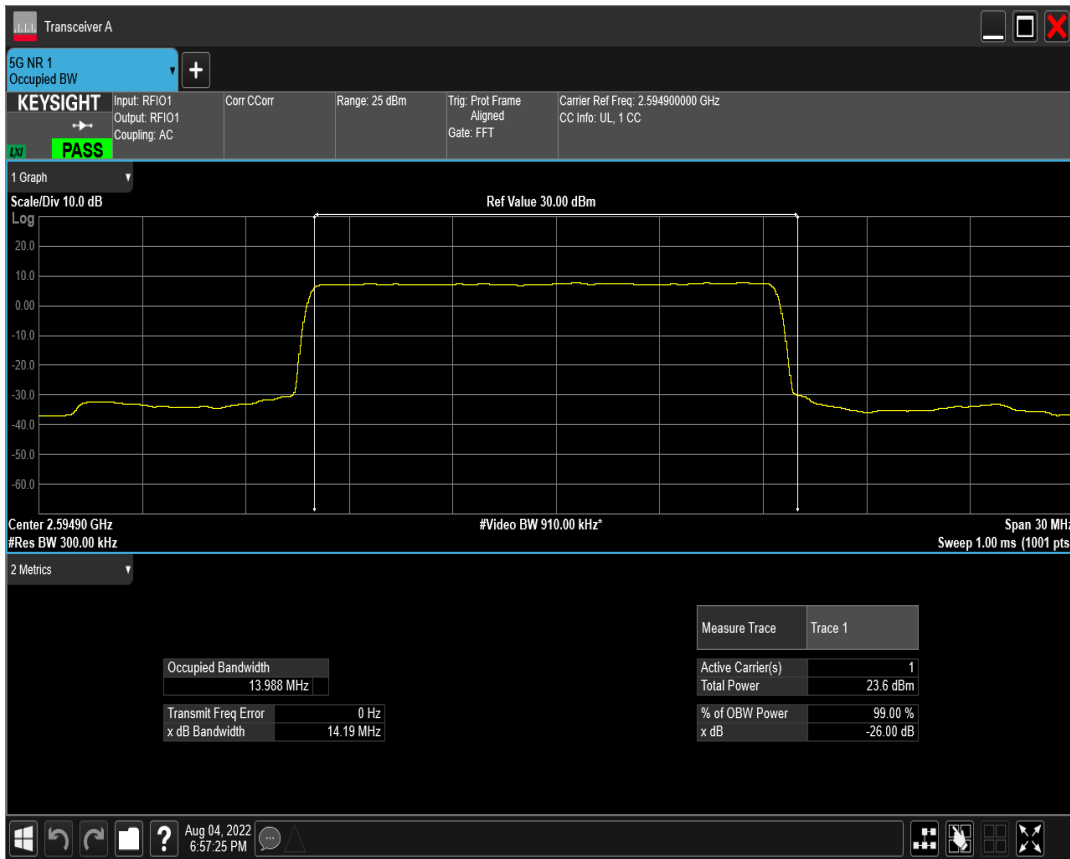 Transceiver A
5G NR 1
Occupied BW
KEYSIGHT
LXI
PASS
Input: RFIO1
Output: RFIO1
Coupling: AC
Corr CCorr
Range: 25 dBm
Trig: Prot Frame
Aligned
Gate: FFT
Carrier Ref Freq: 2.594900000 GHz
CC Info: UL, 1 CC
1 Graph
Scale/Div 10.0 dB
Ref Value 30.00 dBm
Log
20.0
10.0
0.00
-10.0
-20.0
-30.0
-40.0
-50.0
-60.0
Center 2.59490 GHz
#Video BW 910.00 kHz*
Span 30 MHz
#Res BW 300.00 kHz
Sweep 1.00 ms (1001 pts
2 Metrics
Measure Trace Trace 1
Occupied Bandwidth
13.988 MHz
Active Carrier(s) 1
Total Power 23.6 dBm
Transmit Freq Error 0 Hz
x dB Bandwidth 14.19 MHz
% of OBW Power 99.00 %
x dB -26.00 dB
?
Aug 04, 2022
6:57:25 PM